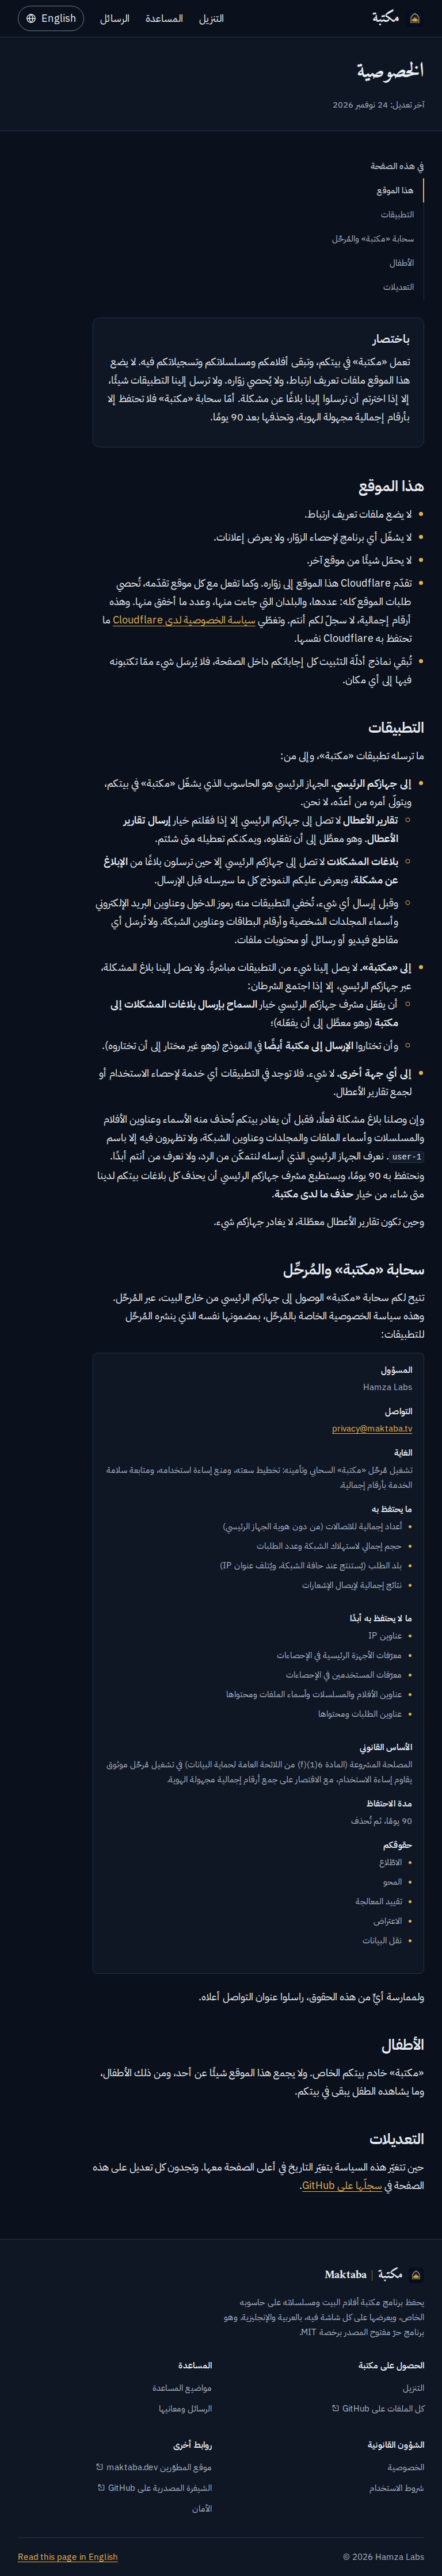 مكتبة
التنزيل
المساعدة
الرسائل
English
الخصوصية
آخر تعديل: 24 نوفمبر 2026
في هذه الصفحة
هذا الموقع
التطبيقات
سحابة «مكتبة» والمُرحِّل
الأطفال
التعديلات
باختصار
تعمل «مكتبة» في بيتكم، وتبقى أفلامكم ومسلسلاتكم وتسجيلاتكم فيه. لا يضع
هذا الموقع ملفات تعريف ارتباط، ولا يُحصي زوّاره. ولا ترسل إلينا التطبيقات شيئًا،
إلا إذا اخترتم أن ترسلوا إلينا بلاغًا عن مشكلة. أمّا سحابة «مكتبة» فلا تحتفظ إلا
بأرقام إجمالية مجهولة الهوية، وتحذفها بعد 90 يومًا.
هذا الموقع
لا يضع ملفات تعريف ارتباط.
لا يشغّل أي برنامج لإحصاء الزوّار، ولا يعرض إعلانات.
لا يحمّل شيئًا من موقع آخر.
تقدّم Cloudflare هذا الموقع إلى زوّاره. وكما تفعل مع كل موقع تقدّمه، تُحصي
طلبات الموقع كله: عددها، والبلدان التي جاءت منها، وعدد ما أخفق منها. وهذه
أرقام إجمالية، لا سجلّ لكم أنتم. وتغطّي سياسة الخصوصية لدى Cloudflare ما
تحتفظ به Cloudflare نفسها.
تُبقي نماذج أدلّة التثبيت كل إجاباتكم داخل الصفحة، فلا يُرسَل شيء ممّا تكتبونه
فيها إلى أي مكان.
التطبيقات
ما ترسله تطبيقات «مكتبة»، وإلى من:
إلى جهازكم الرئيسي. الجهاز الرئيسي هو الحاسوب الذي يشغّل «مكتبة» في بيتكم،
ويتولّى أمره من أعدّه، لا نحن.
تقارير الأعطال لا تصل إلى جهازكم الرئيسي إلا إذا فعّلتم خيار إرسال تقارير
الأعطال. وهو معطَّل إلى أن تفعّلوه، ويمكنكم تعطيله متى شئتم.
بلاغات المشكلات لا تصل إلى جهازكم الرئيسي إلا حين ترسلون بلاغًا من الإبلاغ
عن مشكلة، ويعرض عليكم النموذج كل ما سيرسله قبل الإرسال.
وقبل إرسال أي شيء، تُخفي التطبيقات منه رموز الدخول وعناوين البريد الإلكتروني
وأسماء المجلدات الشخصية وأرقام البطاقات وعناوين الشبكة. ولا تُرسَل أي
مقاطع فيديو أو رسائل أو محتويات ملفات.
إلى «مكتبة». لا يصل إلينا شيء من التطبيقات مباشرةً. ولا يصل إلينا بلاغ المشكلة،
عبر جهازكم الرئيسي، إلا إذا اجتمع الشرطان:
أن يفعّل مشرف جهازكم الرئيسي خيار السماح بإرسال بلاغات المشكلات إلى
مكتبة (وهو معطَّل إلى أن يفعّله)؛
وأن تختاروا الإرسال إلى مكتبة أيضًا في النموذج (وهو غير مختار إلى أن تختاروه).
إلى أي جهة أخرى. لا شيء. فلا توجد في التطبيقات أي خدمة لإحصاء الاستخدام أو
لجمع تقارير الأعطال.
وإن وصلنا بلاغ مشكلة فعلًا، فقبل أن يغادر بيتكم تُحذف منه الأسماء وعناوين الأفلام
والمسلسلات وأسماء الملفات والمجلدات وعناوين الشبكة، ولا تظهرون فيه إلا باسم
user-1. نعرف الجهاز الرئيسي الذي أرسله لنتمكّن من الرد، ولا نعرف من أنتم أبدًا.
ونحتفظ به 90 يومًا، ويستطيع مشرف جهازكم الرئيسي أن يحذف كل بلاغات بيتكم لدينا
متى شاء، من خيار حذف ما لدى مكتبة.
وحين تكون تقارير الأعطال معطّلة، لا يغادر جهازكم شيء.
سحابة «مكتبة» والمُرحِّل
تتيح لكم سحابة «مكتبة» الوصول إلى جهازكم الرئيسي من خارج البيت، عبر المُرحِّل.
وهذه سياسة الخصوصية الخاصة بالمُرحِّل، بمضمونها نفسه الذي ينشره المُرحِّل
للتطبيقات:
المسؤول
Hamza Labs
التواصل
privacy@maktaba.tv
الغاية
تشغيل مُرحِّل «مكتبة» السحابي وتأمينه: تخطيط سعته، ومنع إساءة استخدامه، ومتابعة سلامة
الخدمة بأرقام إجمالية.
ما يحتفظ به
أعداد إجمالية للاتصالات (من دون هوية الجهاز الرئيسي)
حجم إجمالي لاستهلاك الشبكة وعدد الطلبات
بلد الطلب (يُستنتج عند حافة الشبكة، ويُتلف عنوان IP)
نتائج إجمالية لإيصال الإشعارات
ما لا يحتفظ به أبدًا
عناوين IP
معرّفات الأجهزة الرئيسية في الإحصاءات
معرّفات المستخدمين في الإحصاءات
عناوين الأفلام والمسلسلات وأسماء الملفات ومحتواها
عناوين الطلبات ومحتواها
الأساس القانوني
المصلحة المشروعة (المادة 6(1)(f) من اللائحة العامة لحماية البيانات) في تشغيل مُرحِّل موثوق
يقاوم إساءة الاستخدام، مع الاقتصار على جمع أرقام إجمالية مجهولة الهوية.
مدة الاحتفاظ
90 يومًا، ثم تُحذف
حقوقكم
الاطّلاع
المحو
تقييد المعالجة
الاعتراض
نقل البيانات
ولممارسة أيٍّ من هذه الحقوق، راسلوا عنوان التواصل أعلاه.
الأطفال
«مكتبة» خادم بيتكم الخاص. ولا يجمع هذا الموقع شيئًا عن أحد، ومن ذلك الأطفال،
وما يشاهده الطفل يبقى في بيتكم.
التعديلات
حين تتغيّر هذه السياسة يتغيّر التاريخ في أعلى الصفحة معها. وتجدون كل تعديل على هذه
الصفحة في سجلّها على GitHub.
مكتبة | Maktaba
يحفظ برنامج مكتبة أفلام البيت ومسلسلاته على حاسوبه
الخاص، ويعرضها على كل شاشة فيه، بالعربية والإنجليزية. وهو
برنامج حرّ مفتوح المصدر برخصة MIT.
الحصول على مكتبة
التنزيل
كل الملفات على GitHub
المساعدة
مواضيع المساعدة
الرسائل ومعانيها
الشؤون القانونية
الخصوصية
شروط الاستخدام
روابط أخرى
موقع المطوّرين maktaba.dev
الشيفرة المصدرية على GitHub
الأمان
© 2026 Hamza Labs
Read this page in English